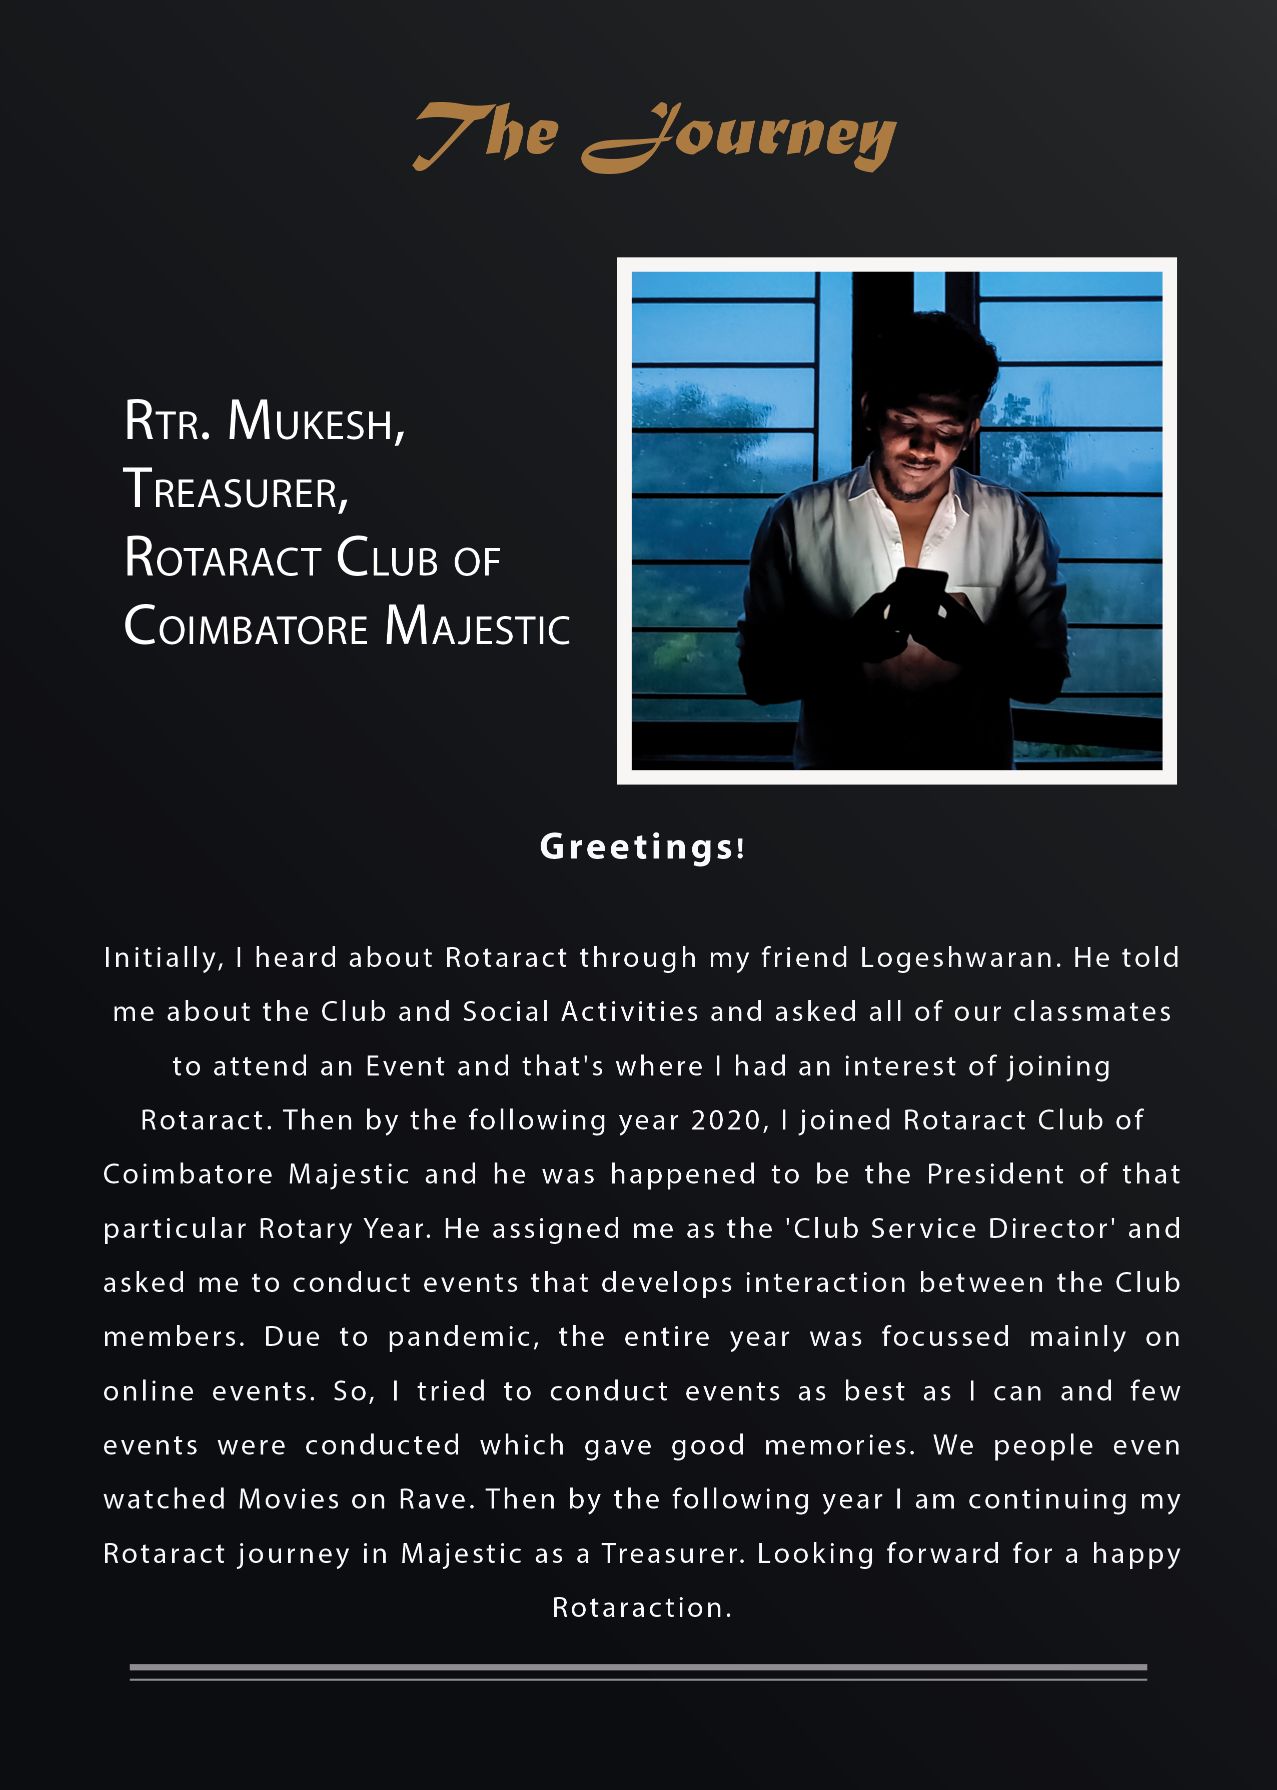 The Journey
Rtr. Mukesh,
Treasurer,
Rotaract Club of
Coimbatore Majestic
Greetings!
Initially, I heard about Rotaract through my friend Logeshwaran. He told
me about the Club and Social Activities and asked all of our classmates
to attend an Event and that's where I had an interest of joining
Rotaract. Then by the following year 2020, I joined Rotaract Club of
Coimbatore Majestic and he was happened to be the President of that
particular Rotary Year. He assigned me as the 'Club Service Director' and
asked me to conduct events that develops interaction between the Club
members. Due to pandemic, the entire year was focussed mainly on
online events. So, I tried to conduct events as best as I can and few
events were conducted which gave good memories. We people even
watched Movies on Rave. Then by the following year I am continuing my
Rotaract journey in Majestic as a Treasurer. Looking forward for a happy
Rotaraction.